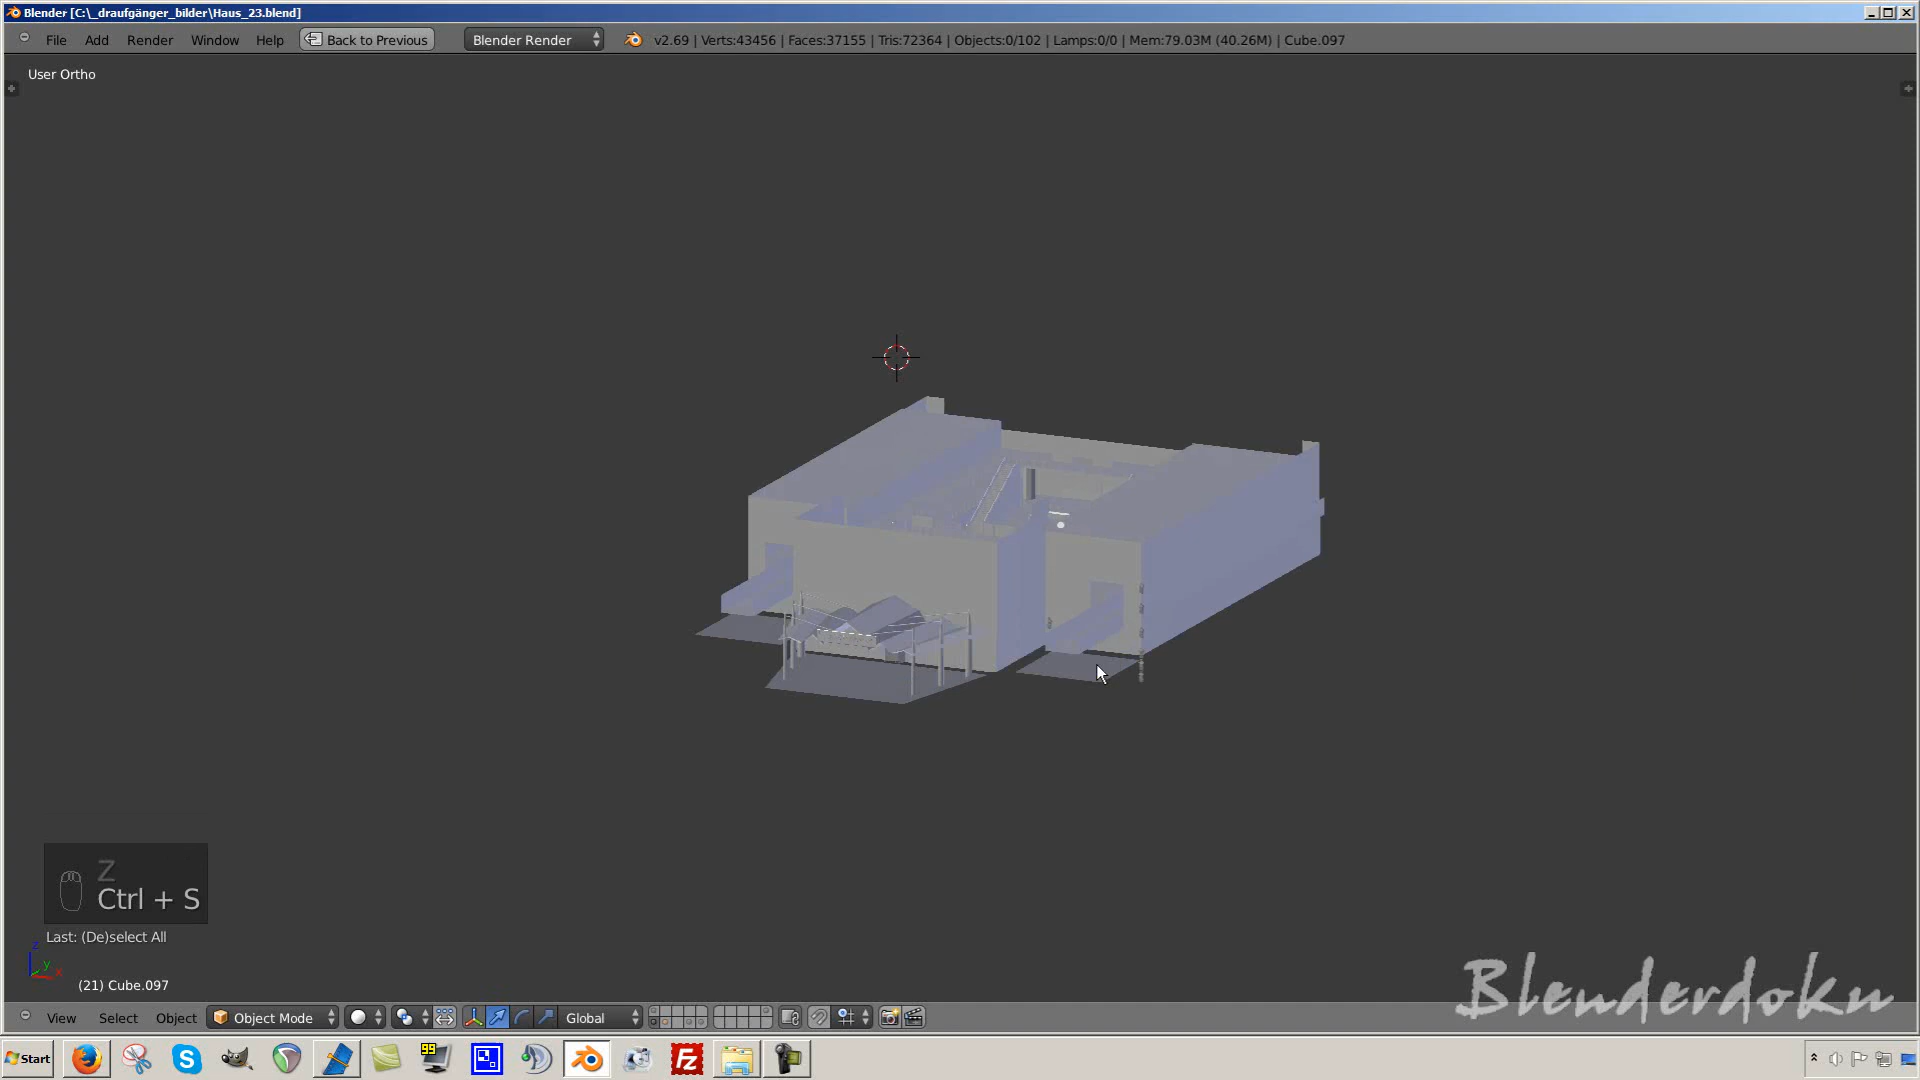 Blender [C:\_draufgänger_bilder\Haus_23.blend]
File Add Render Window Help Back to Previous Blender Render v2.69 | Verts:43456 | Faces:37155 | Tris:72364 | Objects:0/102 | Lamps:0/0 | Mem:79.03M (40.26M) | Cube.097
User Ortho
Z
Ctrl + S
Last: (De)select All
z
y
x
(21) Cube.097
Blenderdoku
View Select Object Object Mode Global
Start S 99 Fz